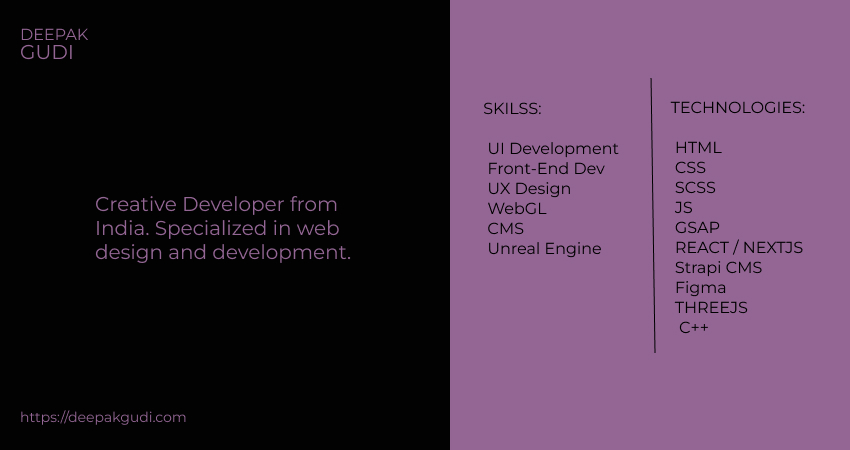 DEEPAK
GUDI
Creative Developer from
India. Specialized in web
design and development.
https://deepakgudi.com
SKILSS:
UI Development
Front-End Dev
UX Design
WebGL
CMS
Unreal Engine
TECHNOLOGIES:
HTML
CSS
SCSS
JS
GSAP
REACT / NEXTJS
Strapi CMS
Figma
THREEJS
C++